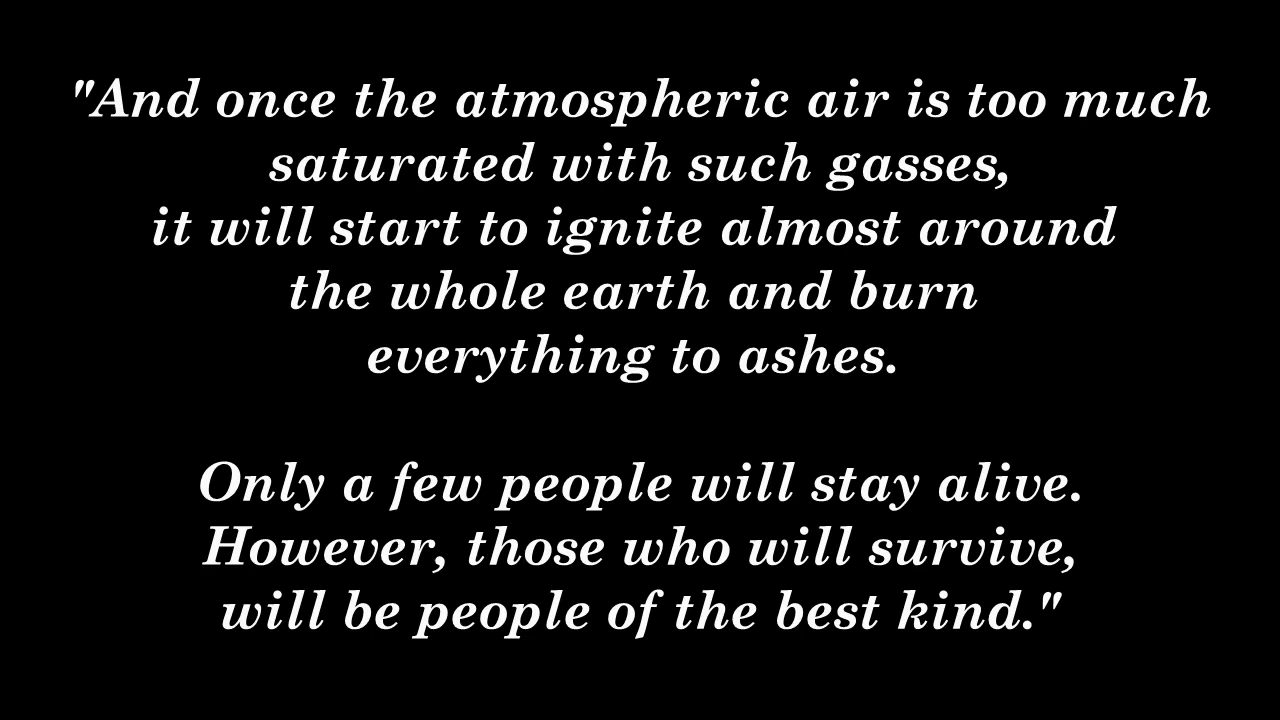 "And once the atmospheric air is too much
saturated with such gasses,
it will start to ignite almost around
the whole earth and burn
everything to ashes.
Only a few people will stay alive.
However, those who will survive,
will be people of the best kind."